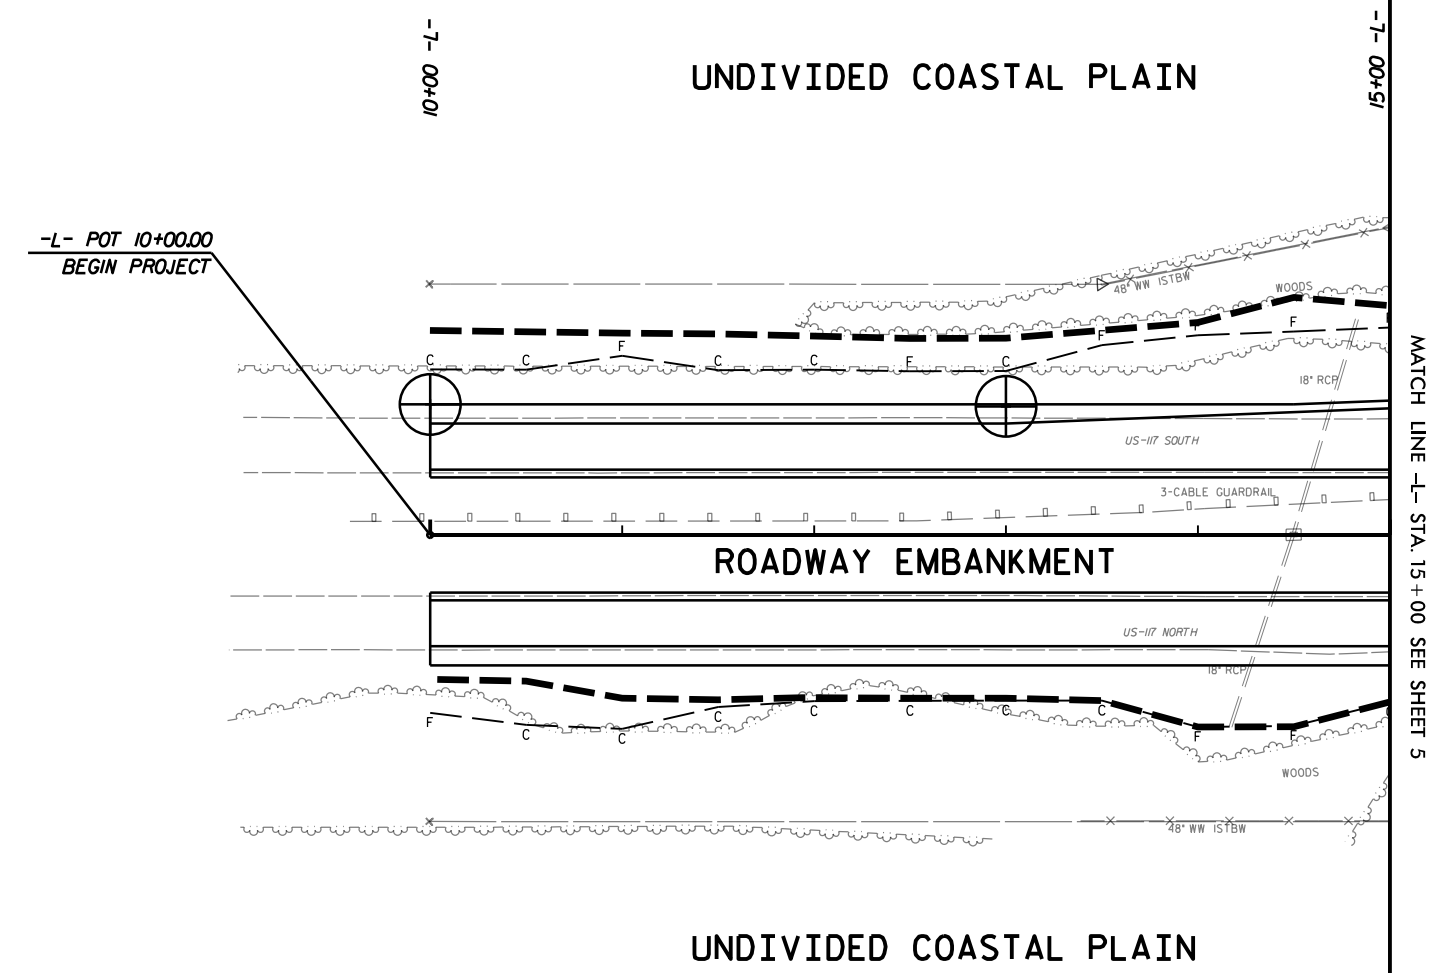 -L- 10+00
15+00 -L-
UNDIVIDED COASTAL PLAIN
-L- POT 10+00.00
BEGIN PROJECT
48" WW ISTBW
WOODS
F
F
F
F
C
C
F
C
C
F
C
18" RCP
US-117 SOUTH
3-CABLE GUARDRAIL
ROADWAY EMBANKMENT
US-117 NORTH
18" RCP
F
C
C
C
C
C
C
C
F
F
C
WOODS
48" WW ISTBW
UNDIVIDED COASTAL PLAIN
MATCH LINE -L- STA. 15+00 SEE SHEET 5